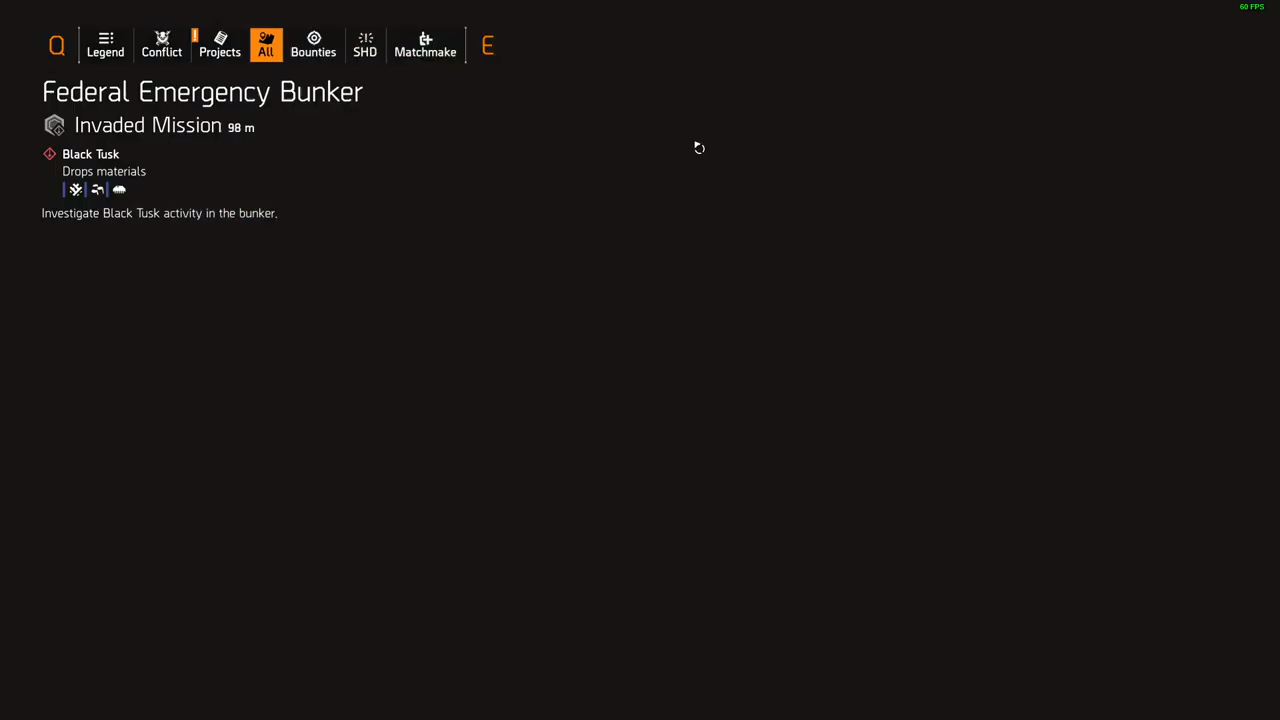 60 FPS
Q Legend Conflict Projects All Bounties SHD Matchmake E
Federal Emergency Bunker
Invaded Mission 98 m
Black Tusk
Drops materials
Investigate Black Tusk activity in the bunker.